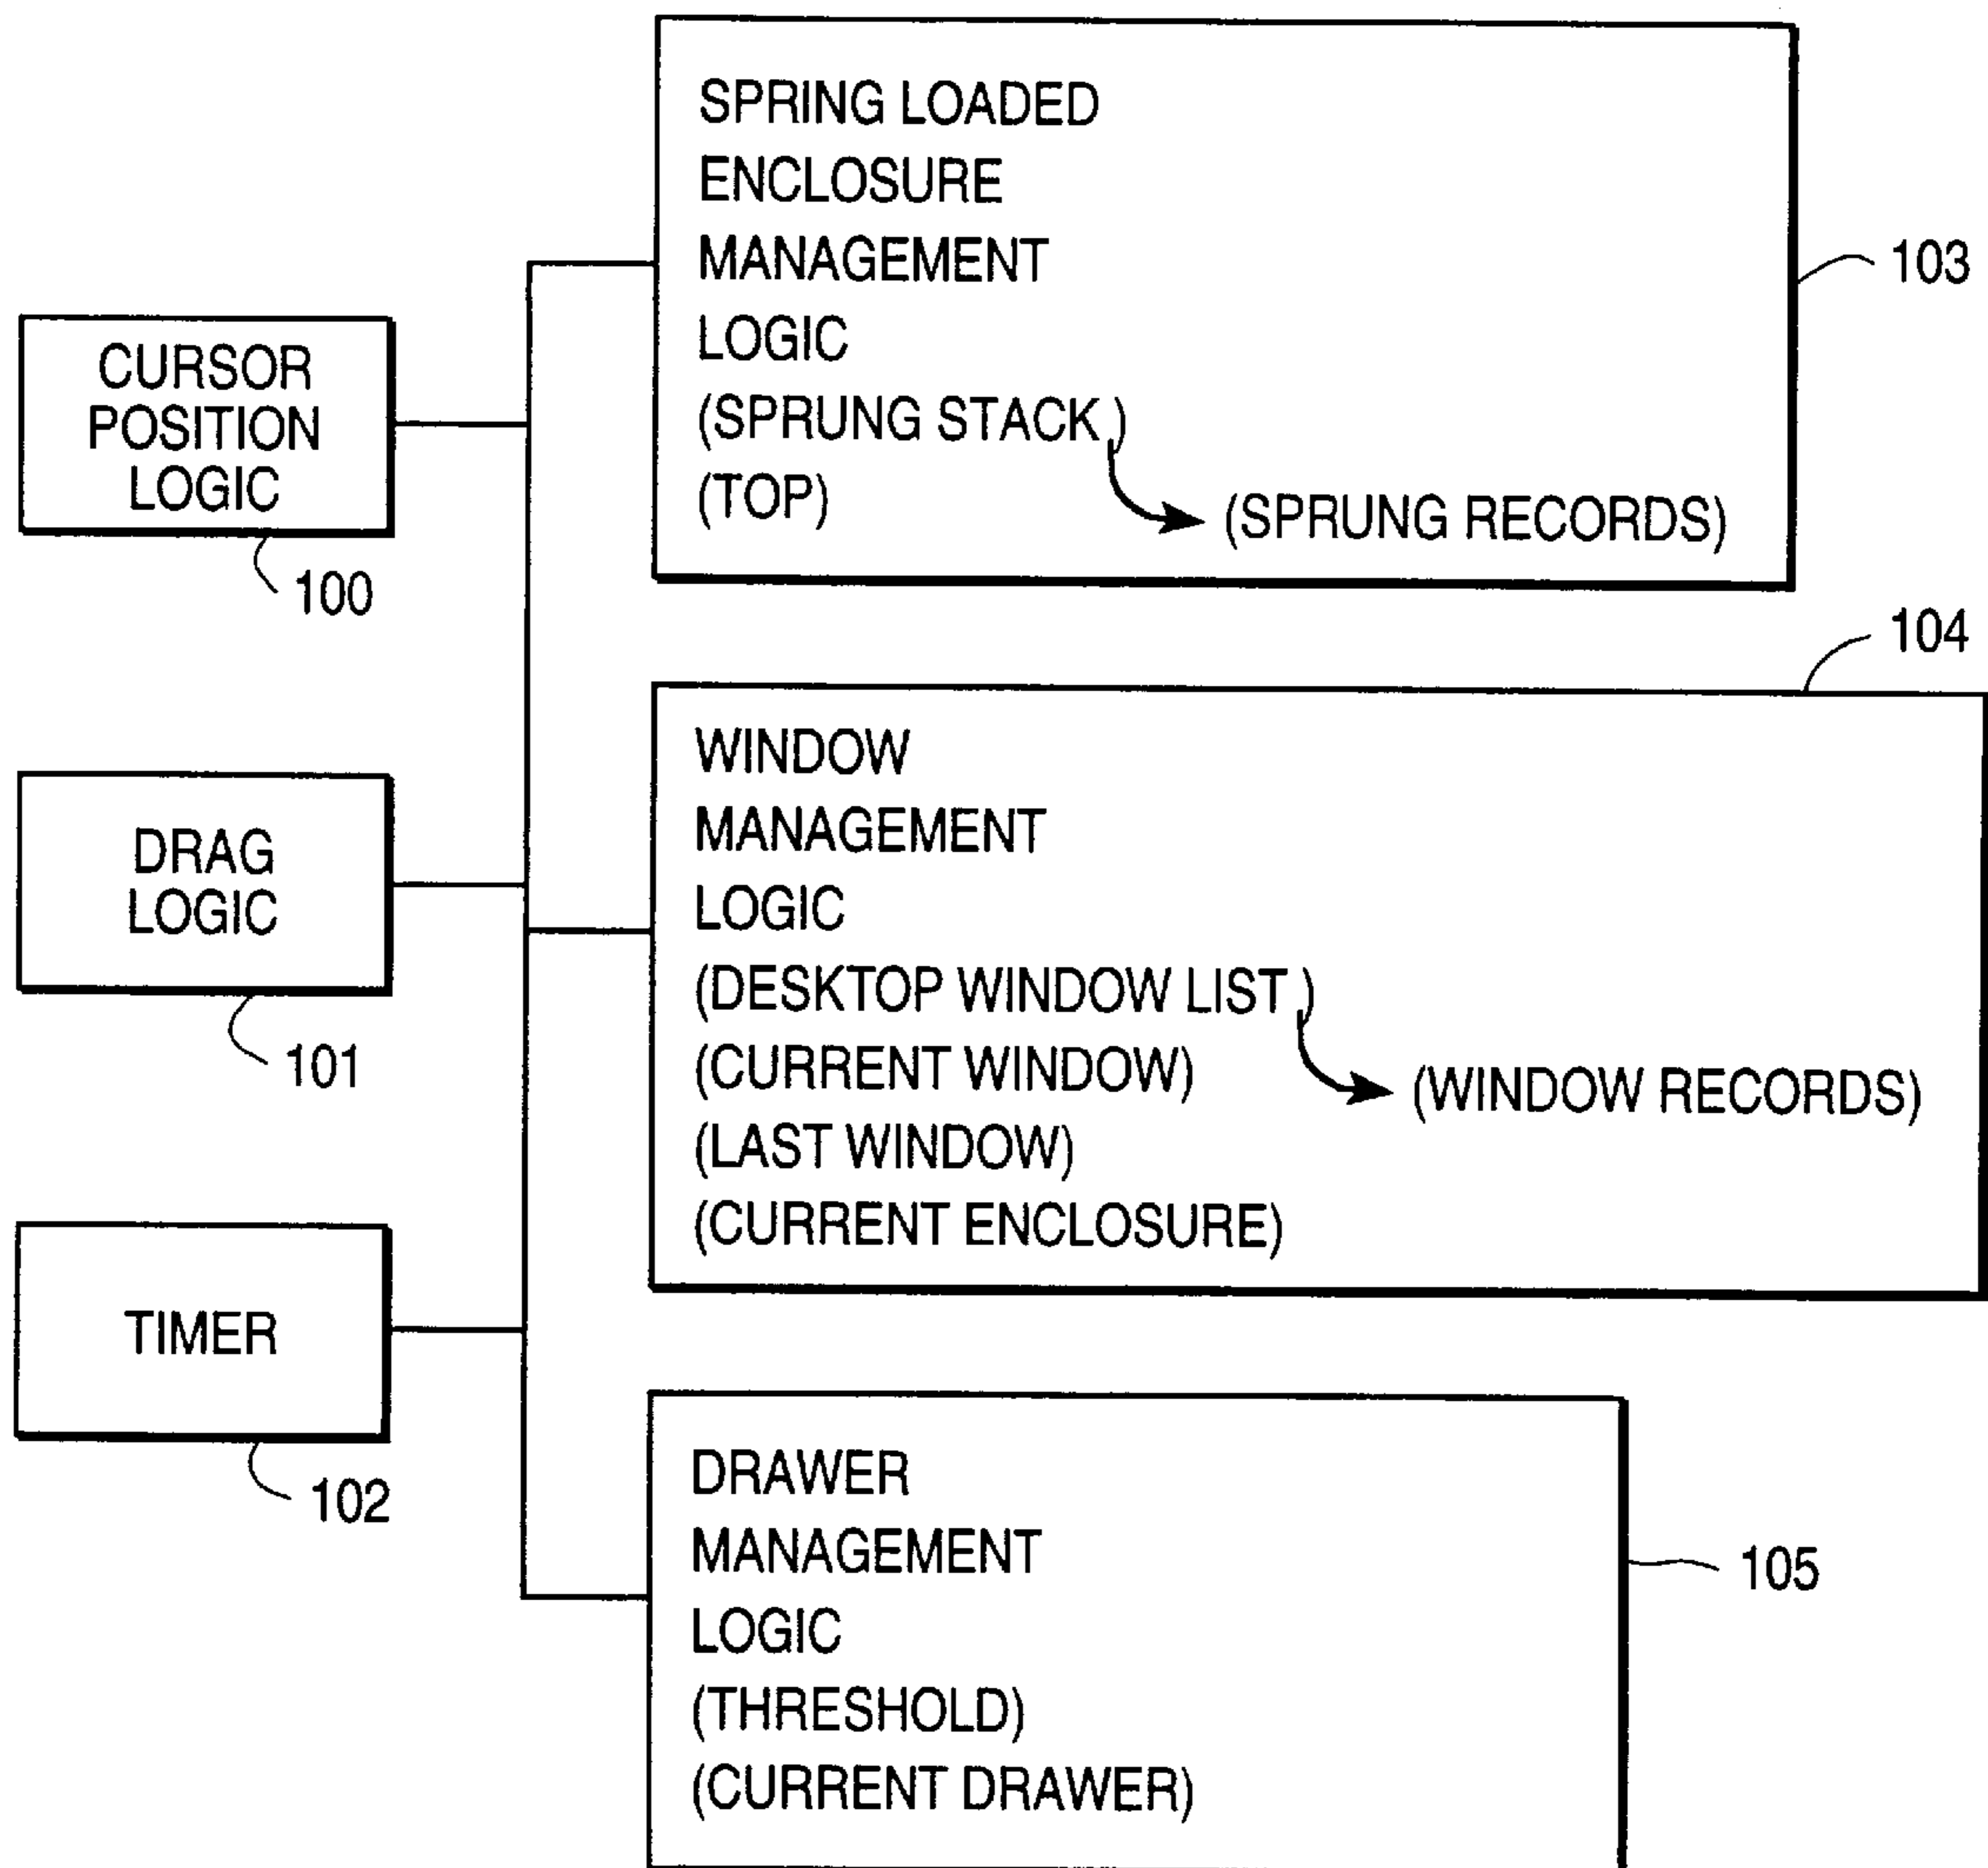 CURSOR
POSITION
LOGIC
100
DRAG
LOGIC
101
TIMER
102
SPRING LOADED
ENCLOSURE
MANAGEMENT
LOGIC
(SPRUNG STACK)
(TOP)
(SPRUNG RECORDS)
103
104
WINDOW
MANAGEMENT
LOGIC
(DESKTOP WINDOW LIST)
(CURRENT WINDOW)
(WINDOW RECORDS)
(LAST WINDOW)
(CURRENT ENCLOSURE)
DRAWER
MANAGEMENT
LOGIC
(THRESHOLD)
(CURRENT DRAWER)
105